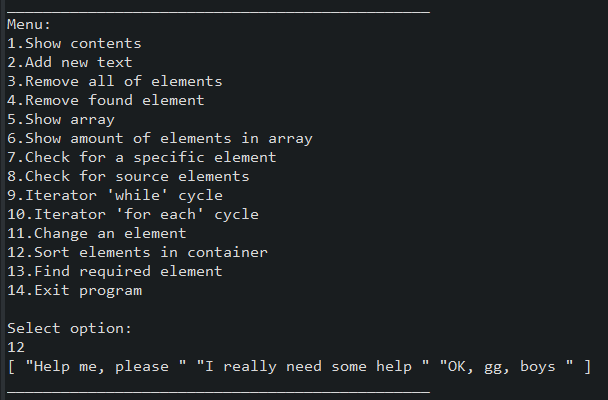 Menu:
1.Show contents
2.Add new text
3.Remove all of elements
4.Remove found element
5.Show array
6.Show amount of elements in array
7.Check for a specific element
8.Check for source elements
9.Iterator 'while' cycle
10.Iterator 'for each' cycle
11.Change an element
12.Sort elements in container
13.Find required element
14.Exit program
Select option:
12
[ "Help me, please " "I really need some help " "OK, gg, boys " ]